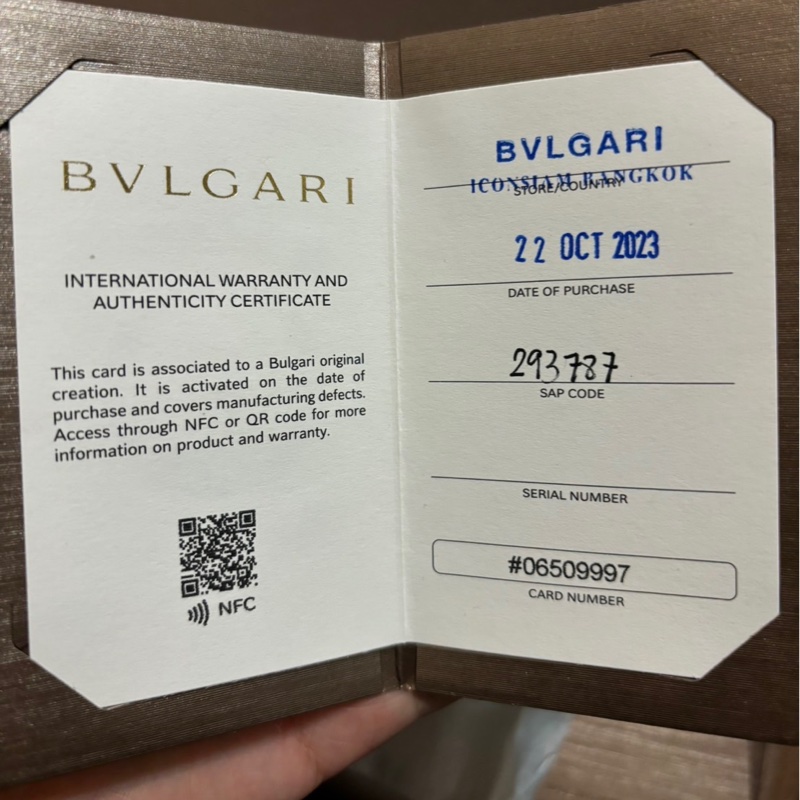 BVLGARI
INTERNATIONAL WARRANTY AND
AUTHENTICITY CERTIFICATE
This card is associated to a Bulgari original
creation. It is activated on the date of
purchase and covers manufacturing defects.
Access through NFC or QR code for more
information on product and warranty.
NFC
BVLGARI
ICONSIAM BANGKOK
STORE/COUNTRY
22 OCT 2023
DATE OF PURCHASE
293787
SAP CODE
SERIAL NUMBER
#06509997
CARD NUMBER